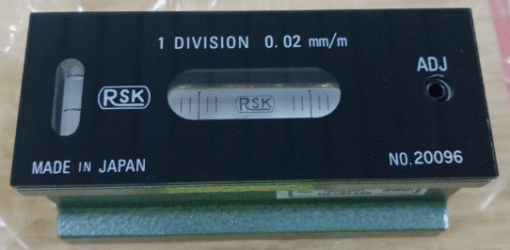 1 DIVISION 0.02 mm/m
ADJ
RSK
RSK
MADE IN JAPAN
NO.20096